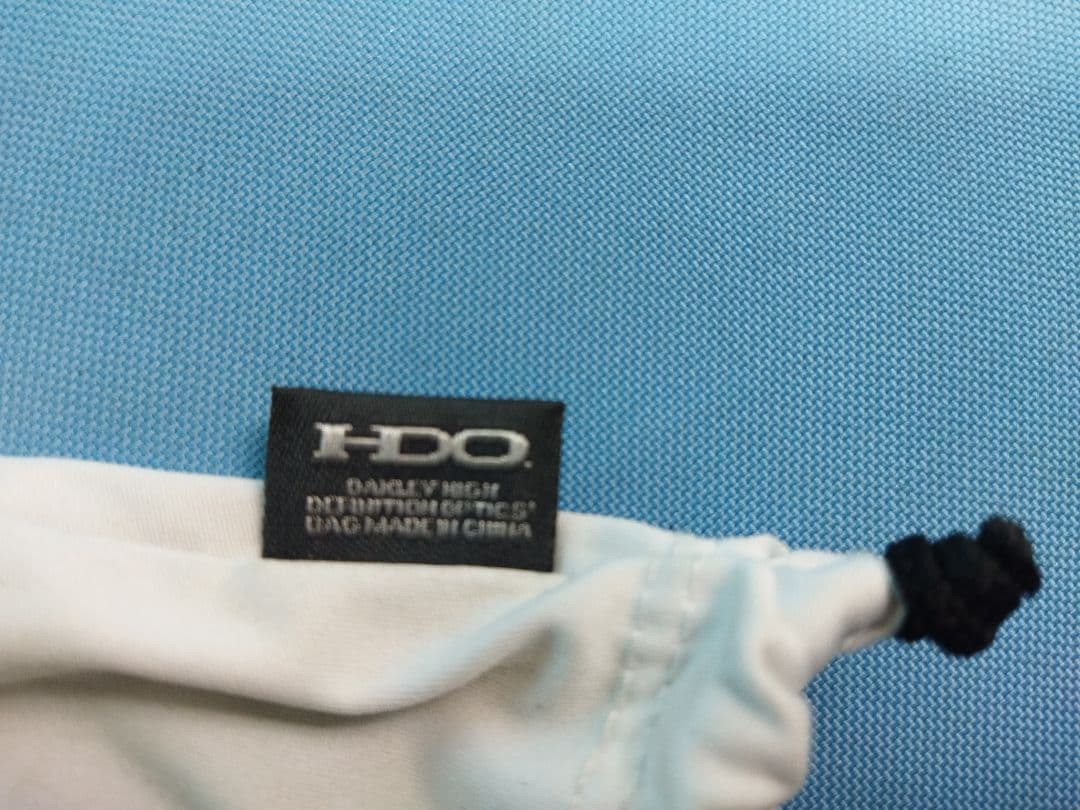 HDO.
OAKLEY HIGH
DEFINITION OPTICS®
BAG MADE IN CHINA